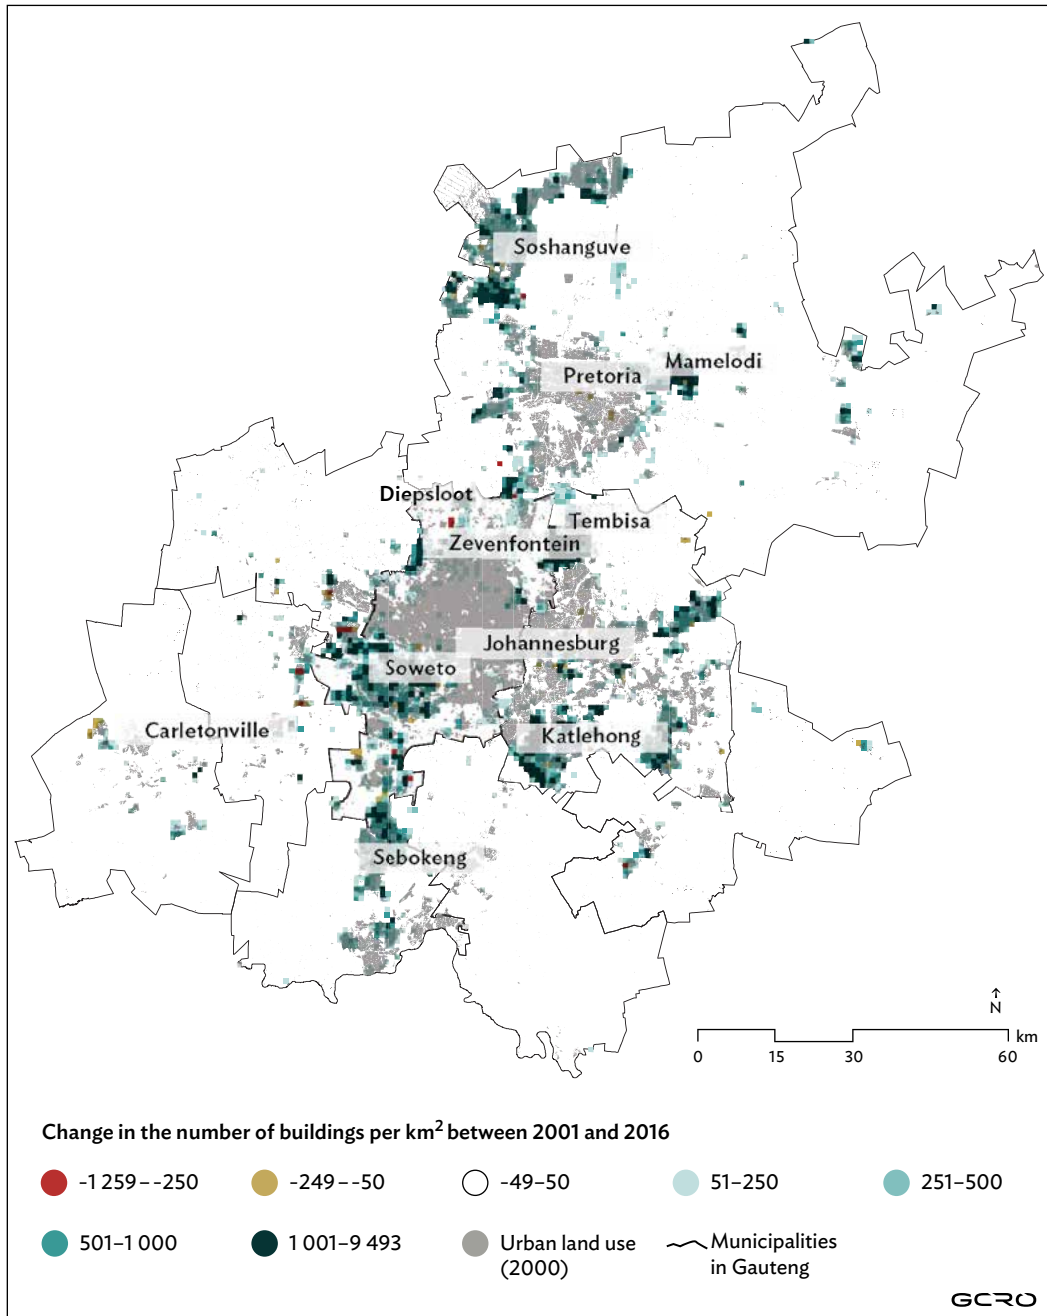 Soshanguve
Mamelodi
Pretoria
Diepsloot
Tembisa
Zevenfontein
Johannesburg
Soweto
Carletonville
Katlehong
Sebokeng
N
km
0 15 30 60
Change in the number of buildings per km² between 2001 and 2016
-1 259 – -250
-249 – -50
-49–50
51–250
251–500
501–1 000
1 001–9 493
Urban land use
(2000)
Municipalities
in Gauteng
GCRO